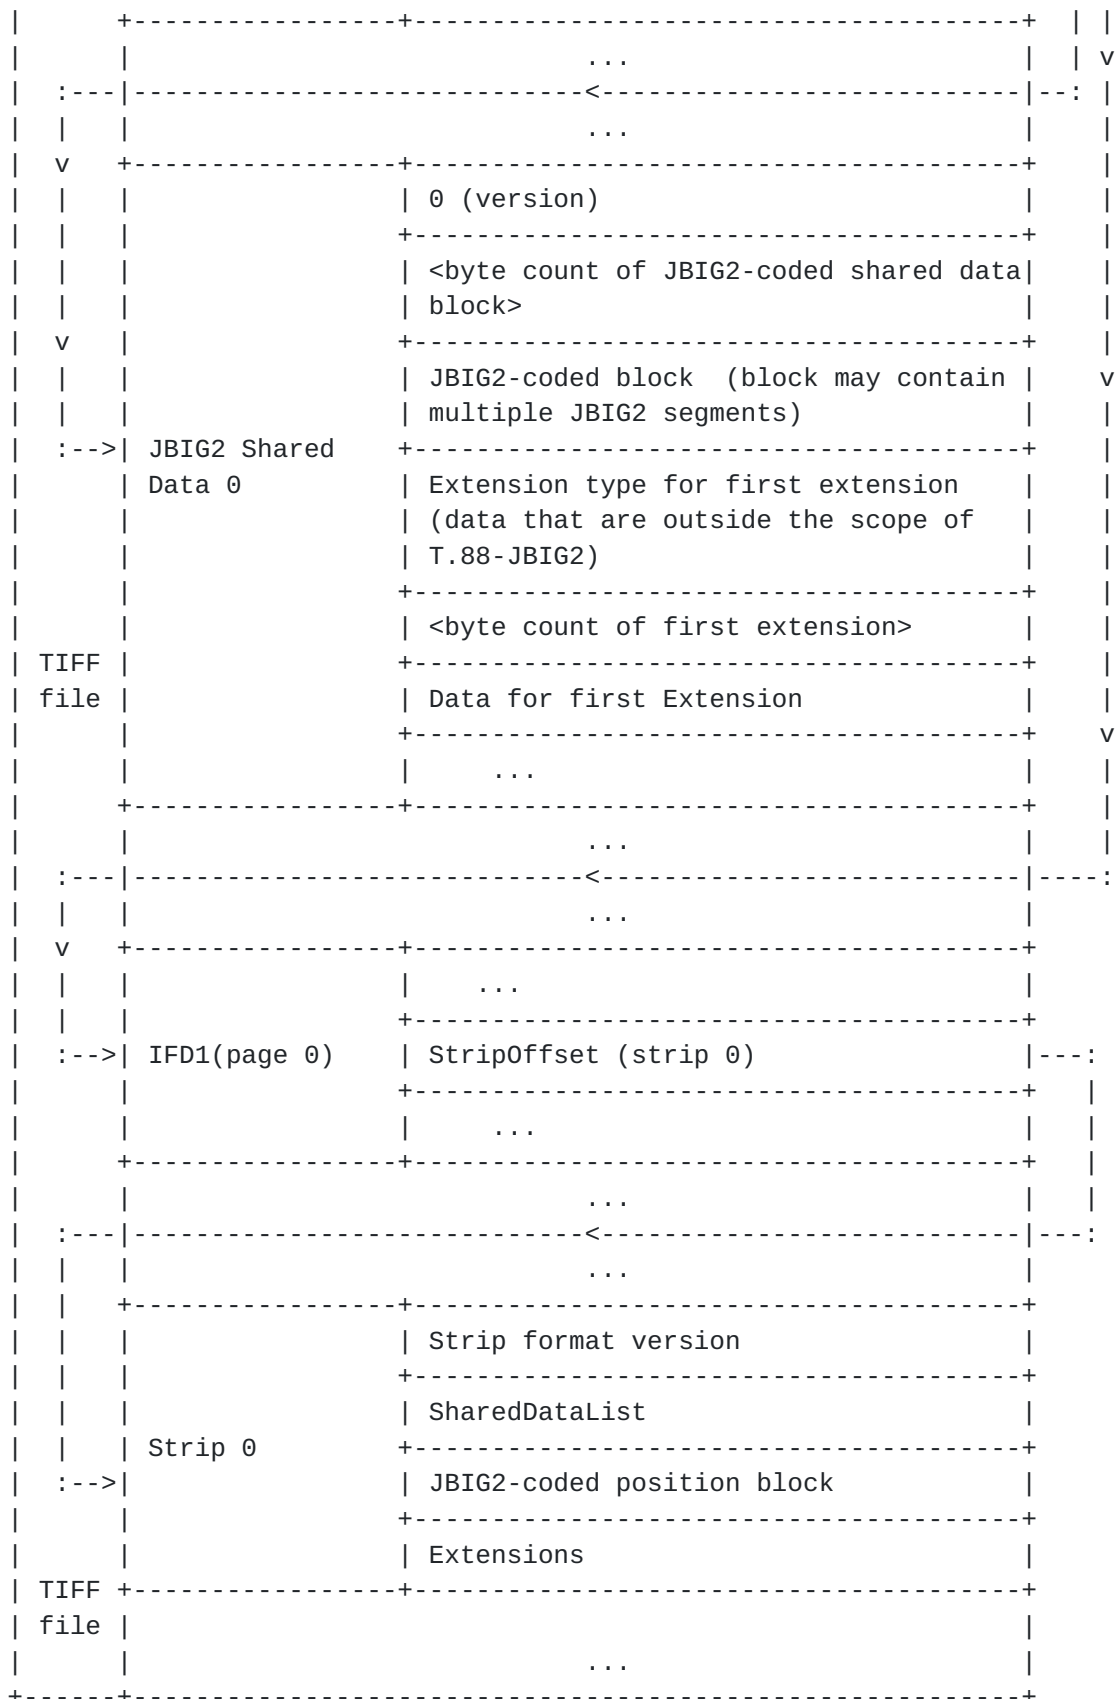 |      +-----------------+---------------------------------------+  | |
|      |                             ...                         |  | v
|  :---|-----------------------------<---------------------------|--: |
|  |   |                             ...                         |    |
|  v   +-----------------+---------------------------------------+    |
|  |   |                 | 0 (version)                           |    |
|  |   |                 +---------------------------------------+    |
|  |   |                 | <byte count of JBIG2-coded shared data|    |
|  |   |                 | block>                                |    |
|  v   |                 +---------------------------------------+    |
|  |   |                 | JBIG2-coded block  (block may contain |    v
|  |   |                 | multiple JBIG2 segments)              |    |
|  :-->| JBIG2 Shared    +---------------------------------------+    |
|      | Data 0          | Extension type for first extension    |    |
|      |                 | (data that are outside the scope of   |    |
|      |                 | T.88-JBIG2)                           |    |
|      |                 +---------------------------------------+    |
|      |                 | <byte count of first extension>       |    |
| TIFF |                 +---------------------------------------+    |
| file |                 | Data for first Extension              |    |
|      |                 +---------------------------------------+    v
|      |                 |     ...                               |    |
|      +-----------------+---------------------------------------+    |
|      |                             ...                         |    |
|  :---|-----------------------------<---------------------------|----:
|  |   |                             ...                         |
|  v   +-----------------+---------------------------------------+
|  |   |                 |    ...                                |
|  |   |                 +---------------------------------------+
|  :-->| IFD1(page 0)    | StripOffset (strip 0)                 |---:
|      |                 +---------------------------------------+   |
|      |                 |     ...                               |   |
|      +-----------------+---------------------------------------+   |
|      |                             ...                         |   |
|  :---|-----------------------------<---------------------------|---:
|  |   |                             ...                         |
|  |   +-----------------+---------------------------------------+
|  |   |                 | Strip format version                  |
|  |   |                 +---------------------------------------+
|  |   |                 | SharedDataList                        |
|  |   | Strip 0         +---------------------------------------+
|  :-->|                 | JBIG2-coded position block            |
|      |                 +---------------------------------------+
|      |                 | Extensions                            |
| TIFF +-----------------+---------------------------------------+
| file |                                                         |
|      |                             ...                         |
+------+---------------------------------------------------------+